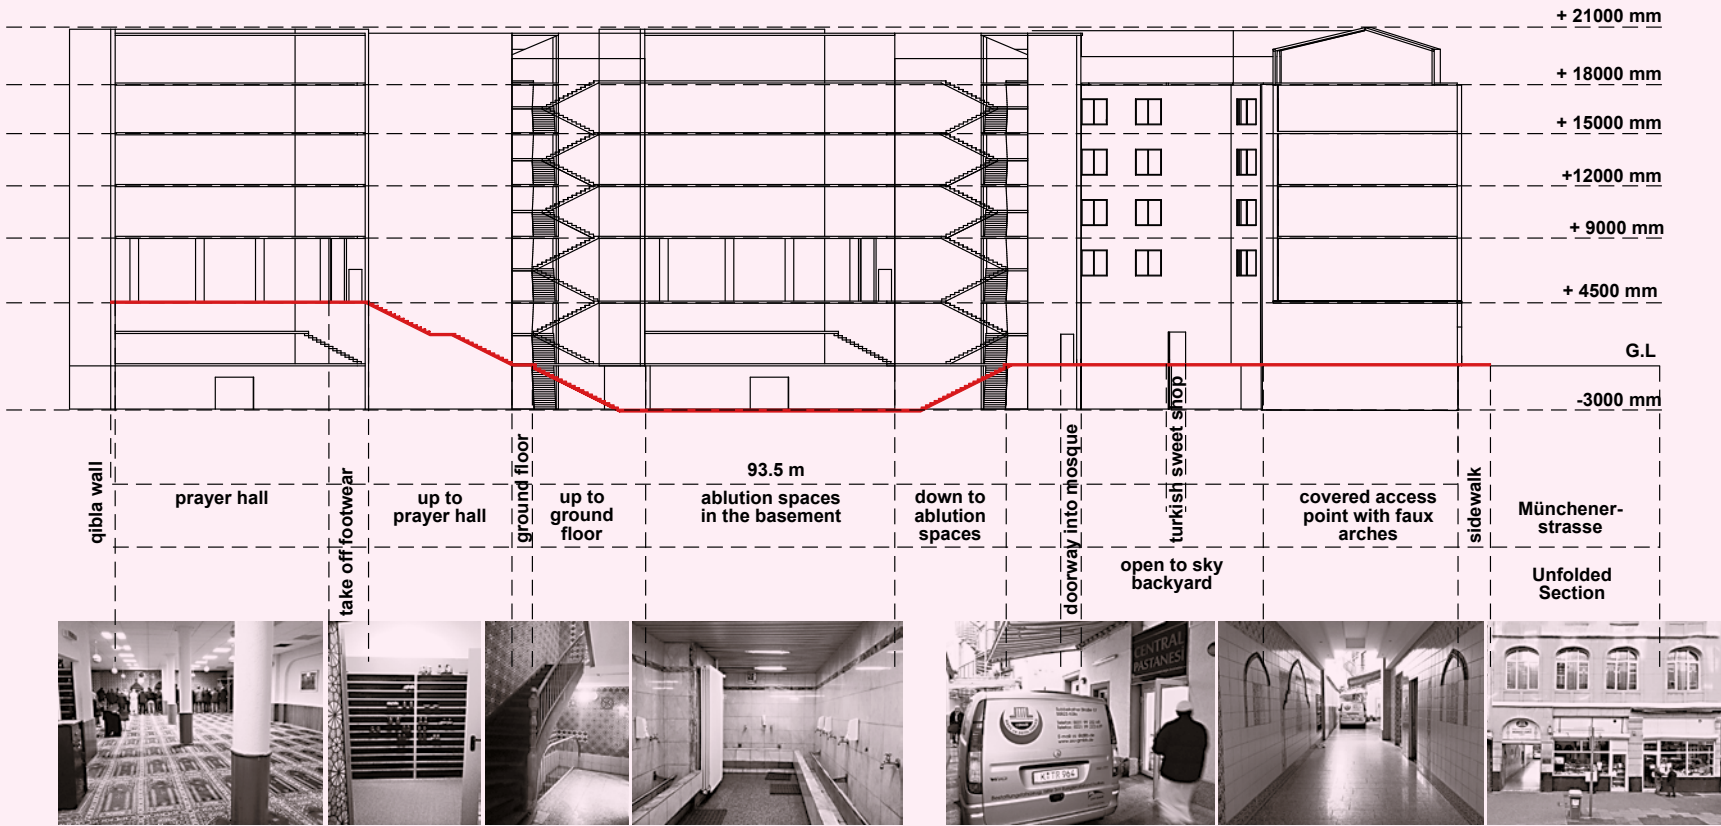 + 21000 mm
+ 18000 mm
+ 15000 mm
+12000 mm
+ 9000 mm
+ 4500 mm
G.L
-3000 mm
qibla wall
prayer hall
take off footwear
up to
prayer hall
ground floor
up to
ground
floor
93.5 m
ablution spaces
in the basement
down to
ablution
spaces
doorway into mosque
turkish sweet shop
open to sky
backyard
covered access
point with faux
arches
sidewalk
Münchener-
strasse
Unfolded
Section
CENTRAL
PASTANESİ
K TR 964